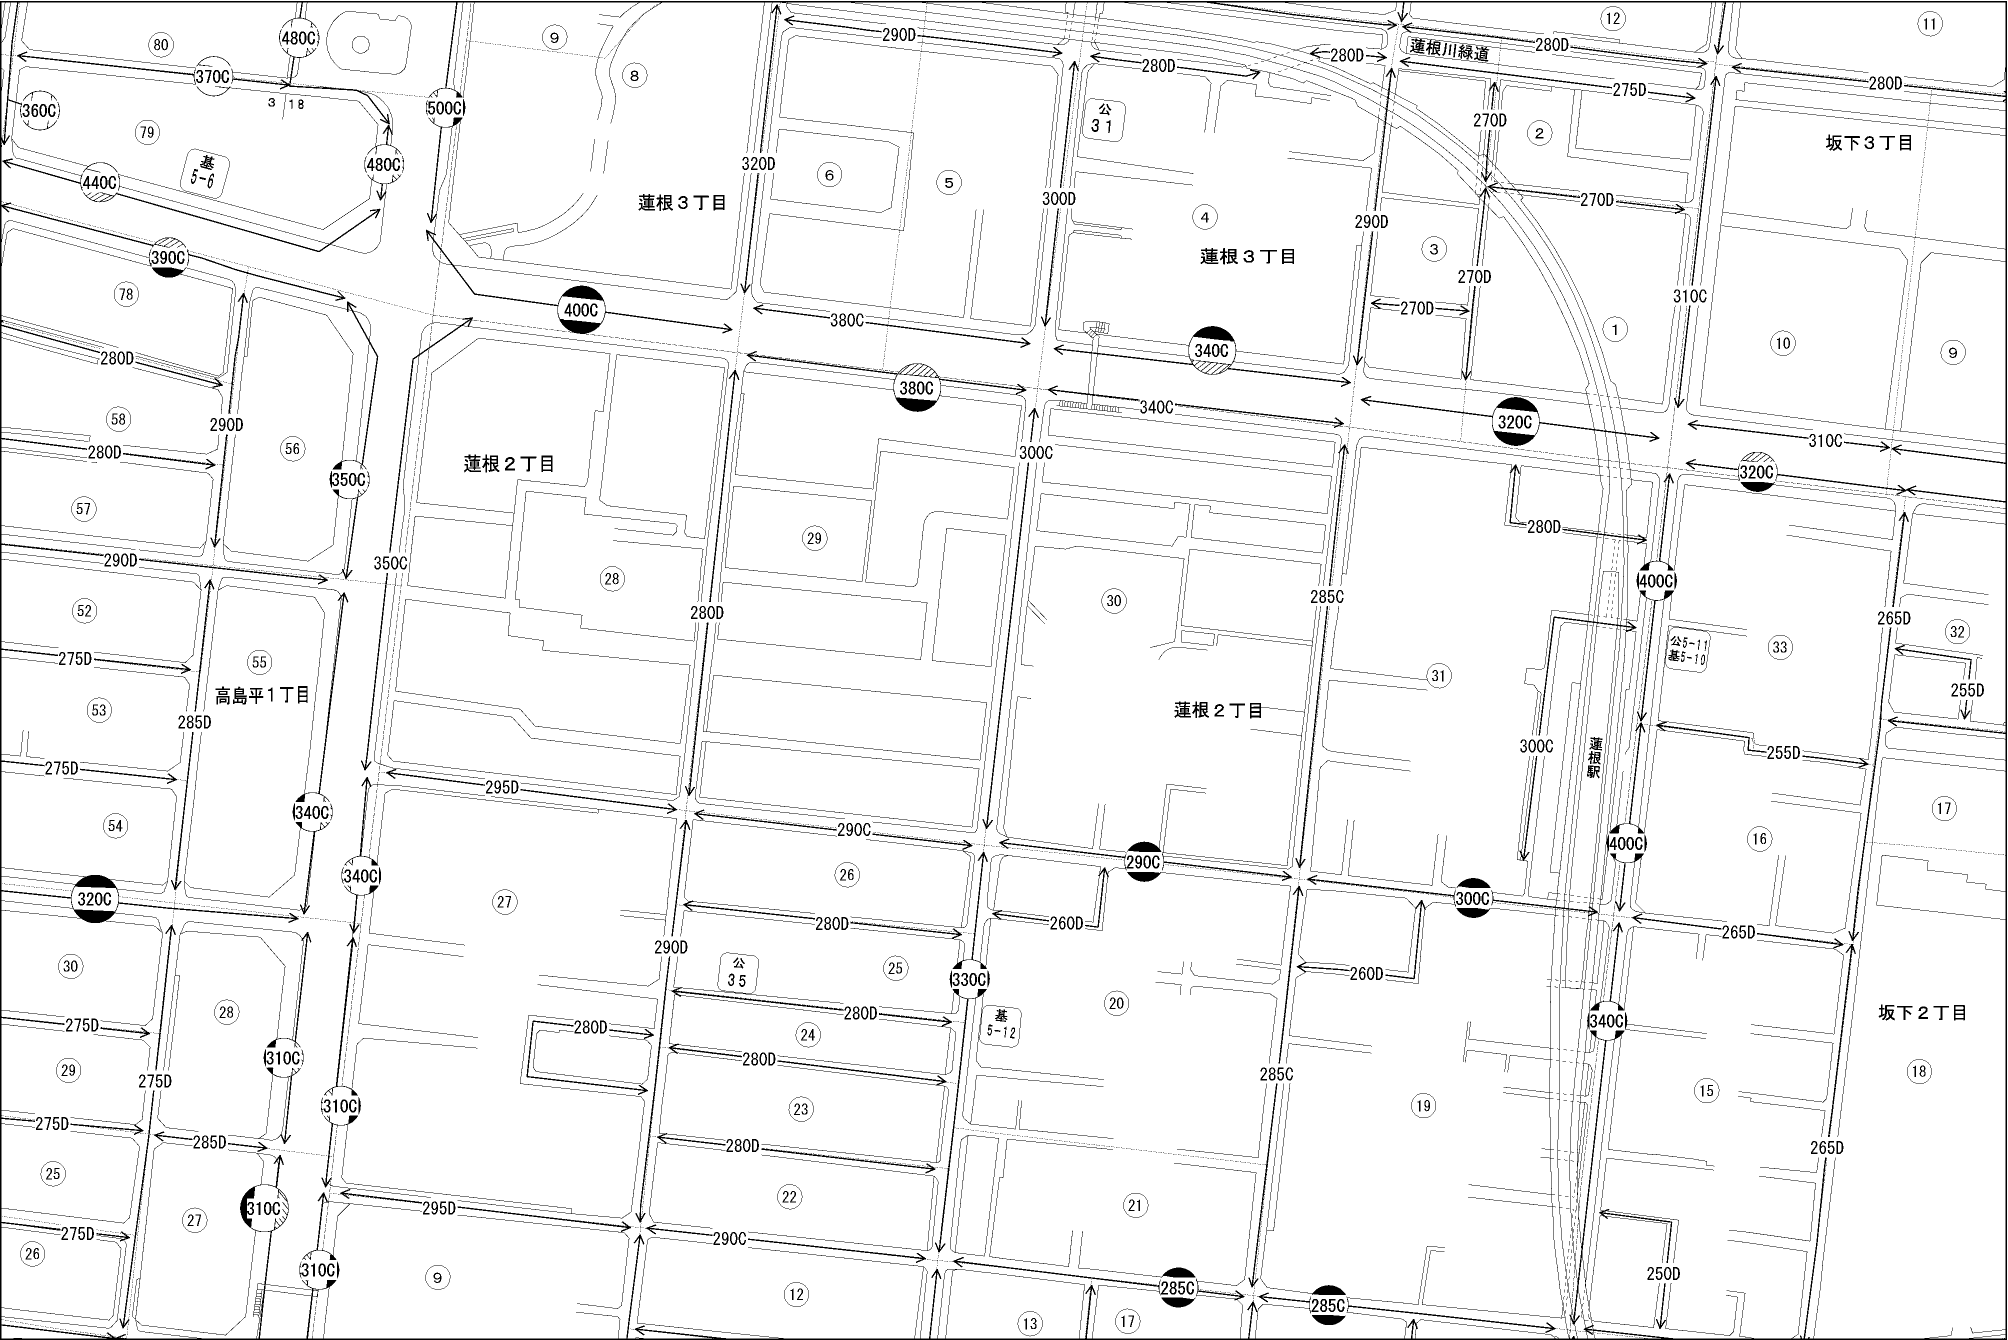 80
480C
370C
3
18
360C
79
基
5-6
440C
480C
500C
9
8
290D
320D
蓮根3丁目
6
5
280D
公
31
300D
4
蓮根3丁目
280D
蓮根川緑道
280D
12
11
275D
280D
270D
2
坂下3丁目
270D
290D
3
270D
270D
310C
1
10
9
390C
78
280D
58
290D
280D
56
57
290D
400C
380C
340C
380C
340C
320C
310C
320C
蓮根2丁目
350C
350C
28
29
280D
300C
30
285C
280D
400C
公5-11
基5-10
33
265D
32
255D
52
275D
55
高島平1丁目
53
285D
275D
54
340C
340C
320C
295D
290C
26
290C
蓮根2丁目
31
300C
蓮根駅
400C
255D
16
17
300C
265D
27
280D
290D
公
35
25
330C
260D
260D
280D
24
280D
23
280D
22
基
5-12
20
285C
19
340C
15
坂下2丁目
18
265D
30
28
275D
29
275D
310C
310C
275D
285D
25
27
310C
275D
26
310C
280D
295D
290C
9
12
21
285C
285C
13
17
250D